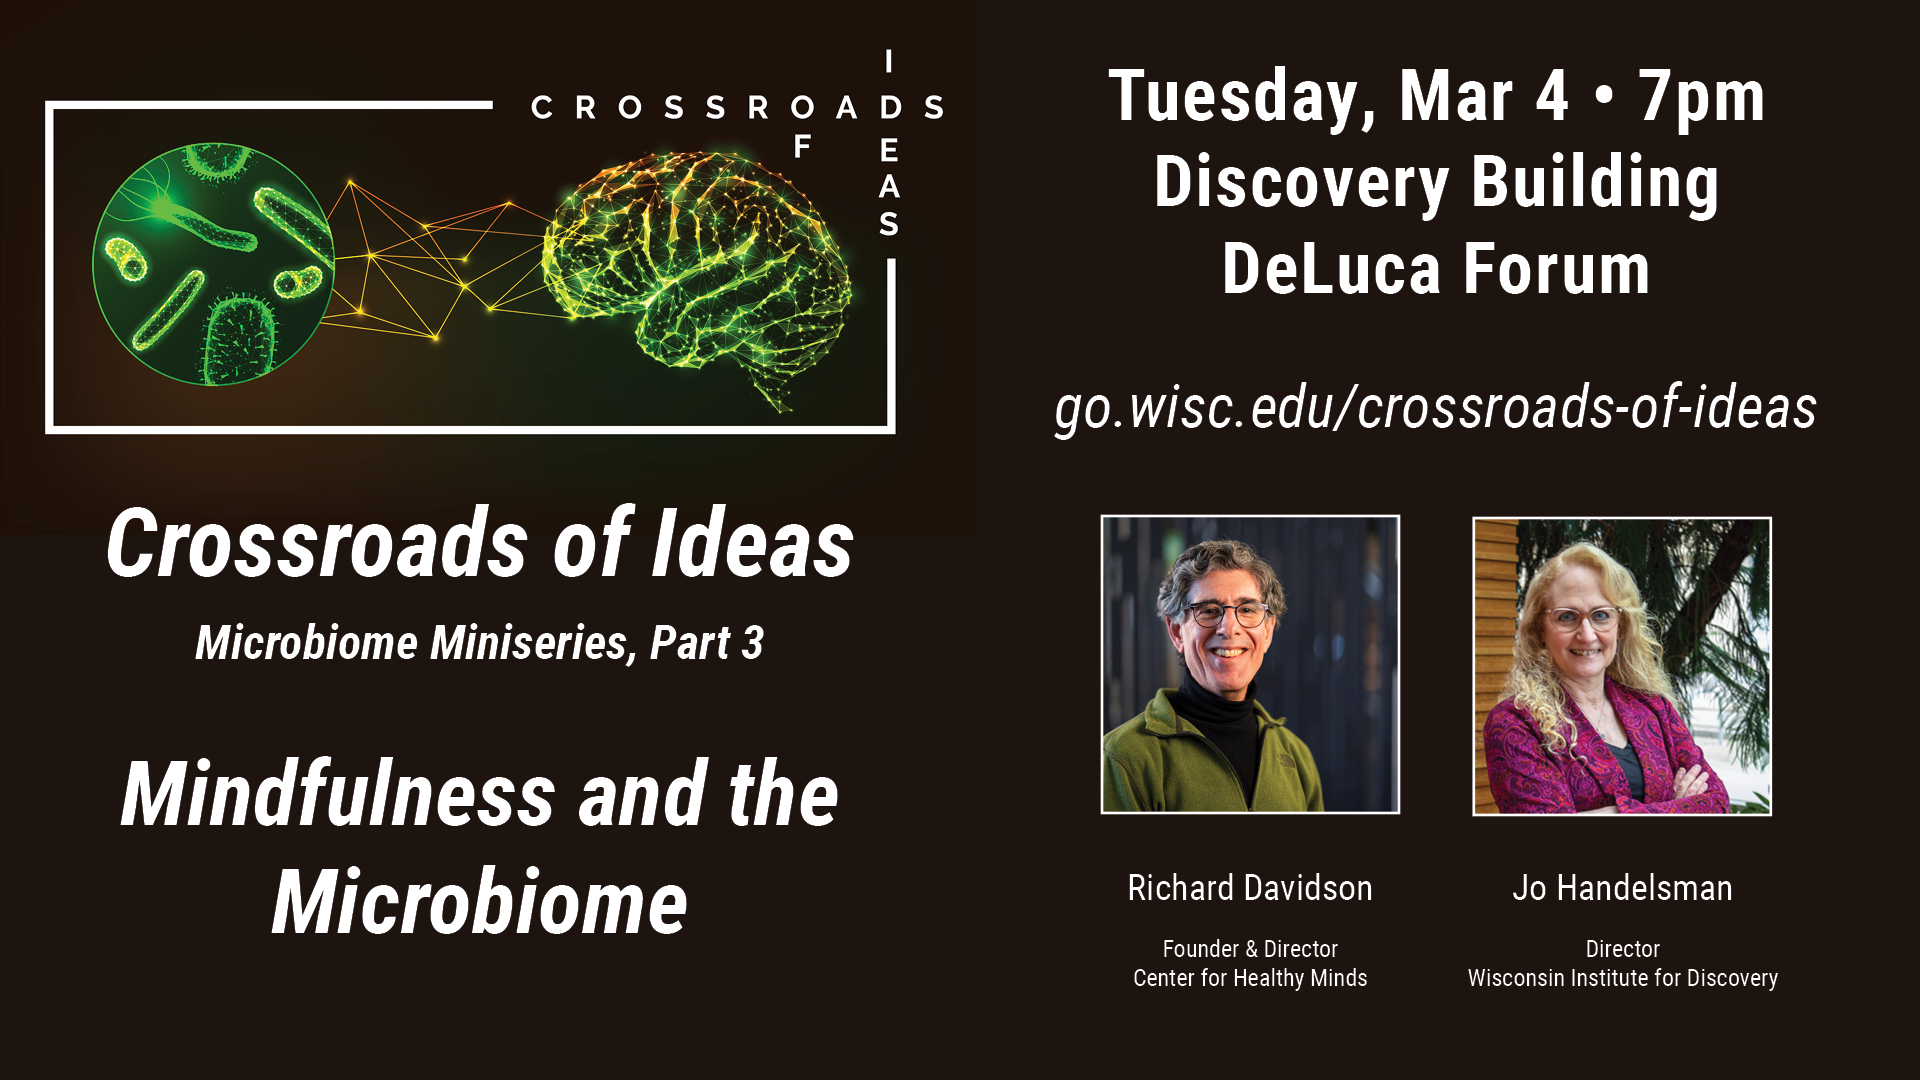 CROSSROADS
OF
IDEAS
Crossroads of Ideas
Microbiome Miniseries, Part 3
Mindfulness and the
Microbiome
Tuesday, Mar 4 • 7pm
Discovery Building
DeLuca Forum
go.wisc.edu/crossroads-of-ideas
Richard Davidson
Founder & Director
Center for Healthy Minds
Jo Handelsman
Director
Wisconsin Institute for Discovery